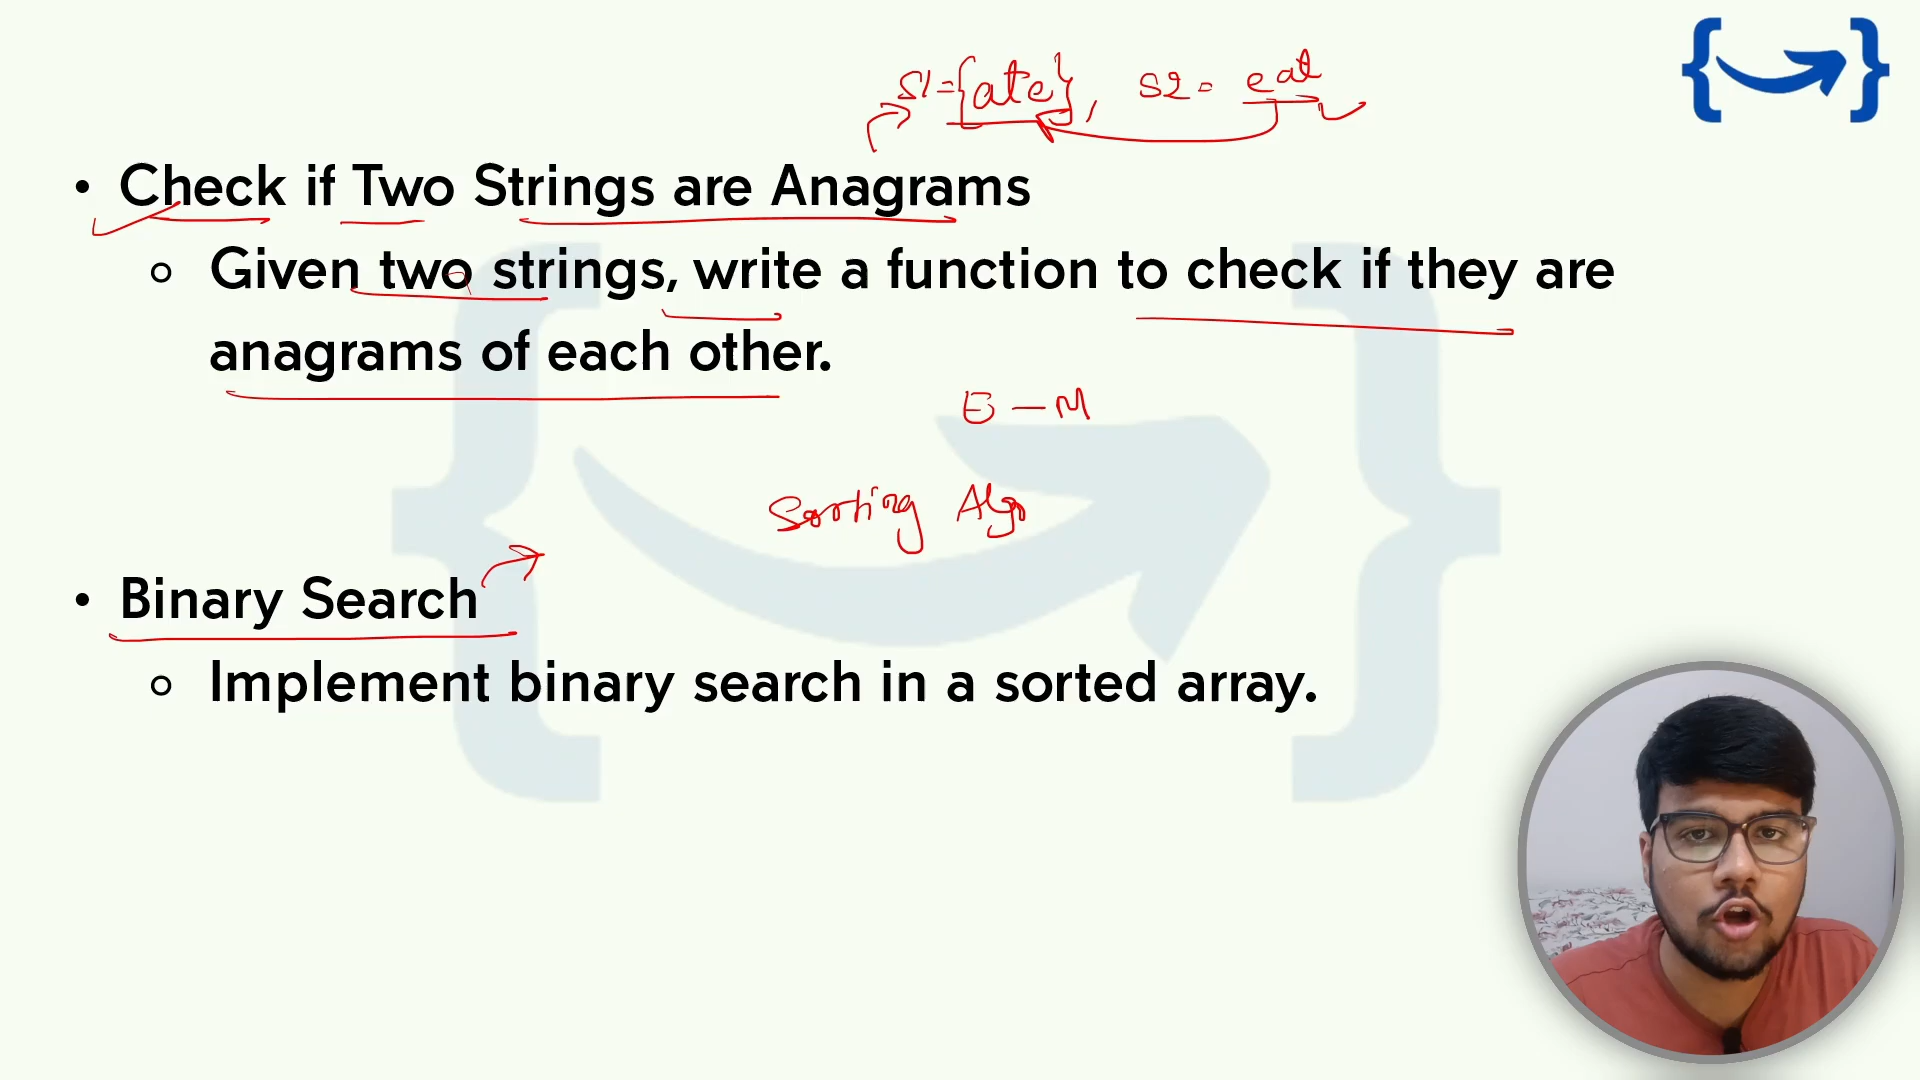 S1={ate}, S2= eat
• Check if Two Strings are Anagrams
○ Given two strings, write a function to check if they are
anagrams of each other.
E – M
Sorting Algo
• Binary Search
○ Implement binary search in a sorted array.